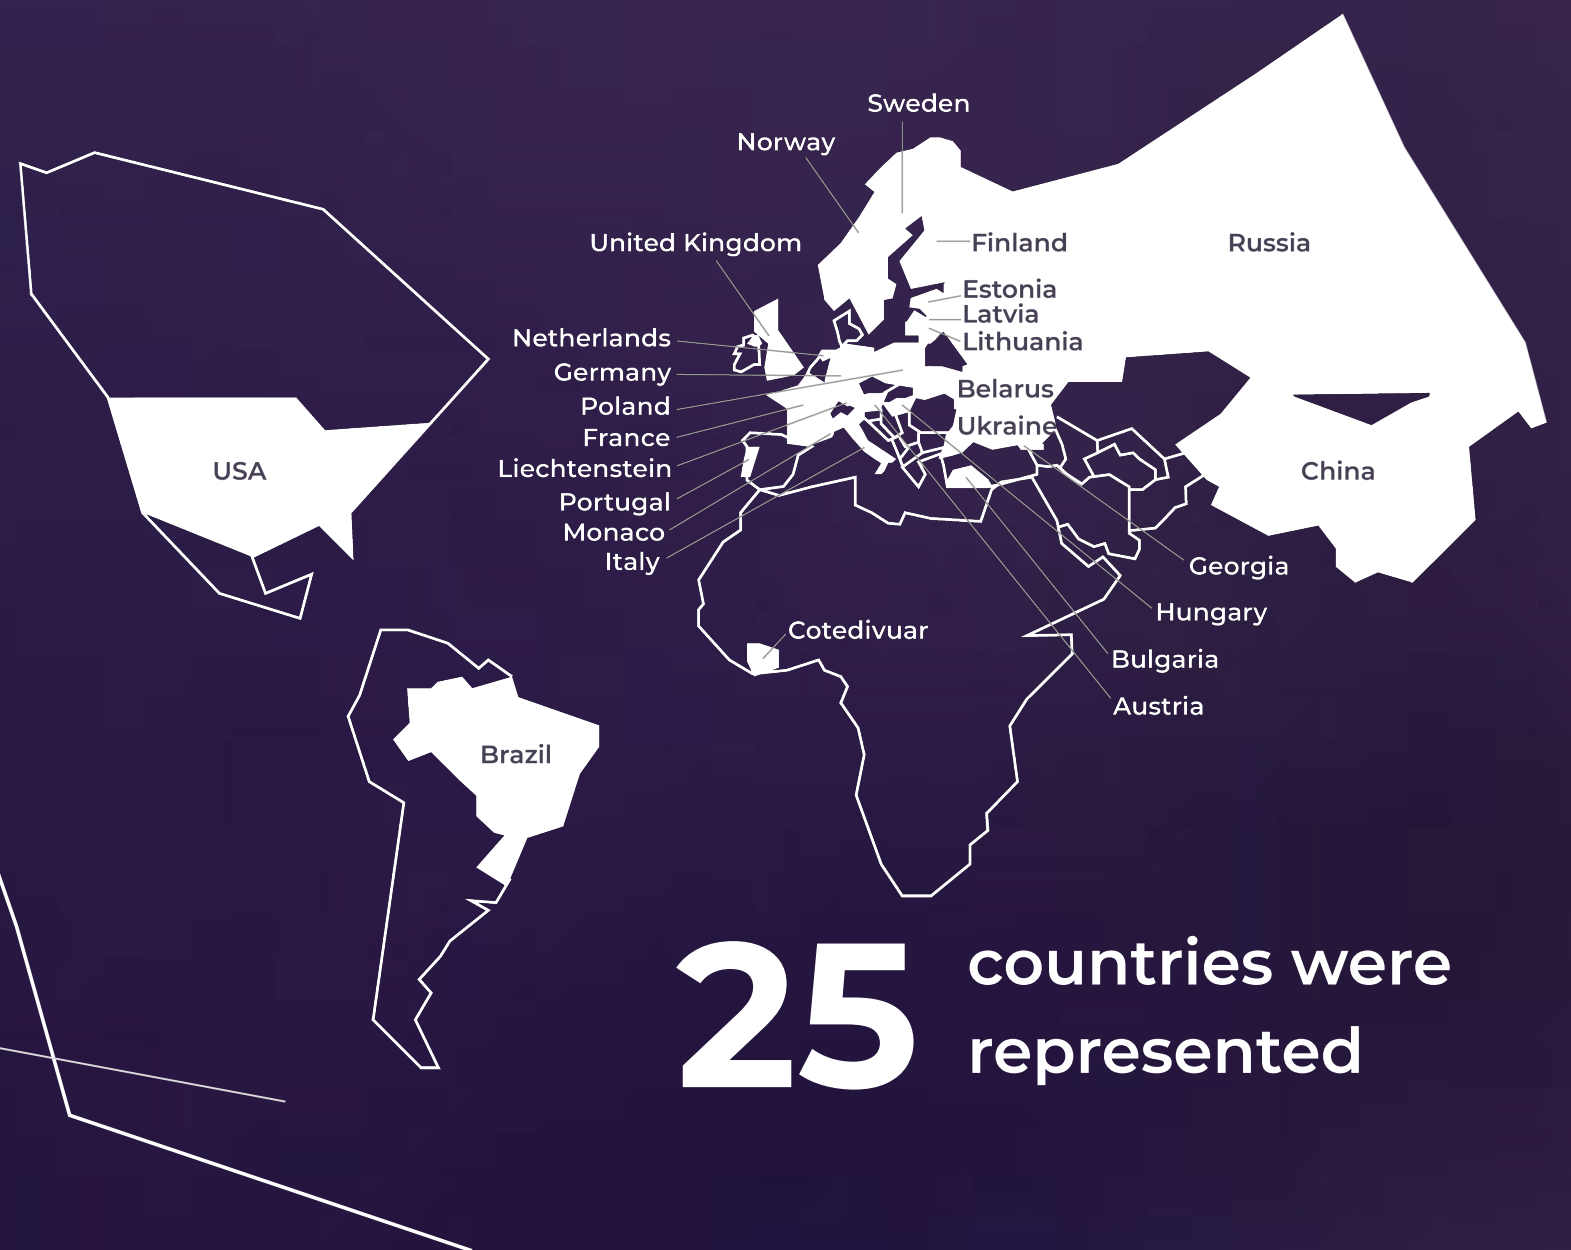 Sweden
Norway
United Kingdom
Finland
Russia
Estonia
Latvia
Lithuania
Netherlands
Germany
Poland
France
Liechtenstein
Portugal
Monaco
Italy
Belarus
Ukraine
USA
China
Georgia
Hungary
Bulgaria
Austria
Cotedivuar
Brazil
25 countries were
represented